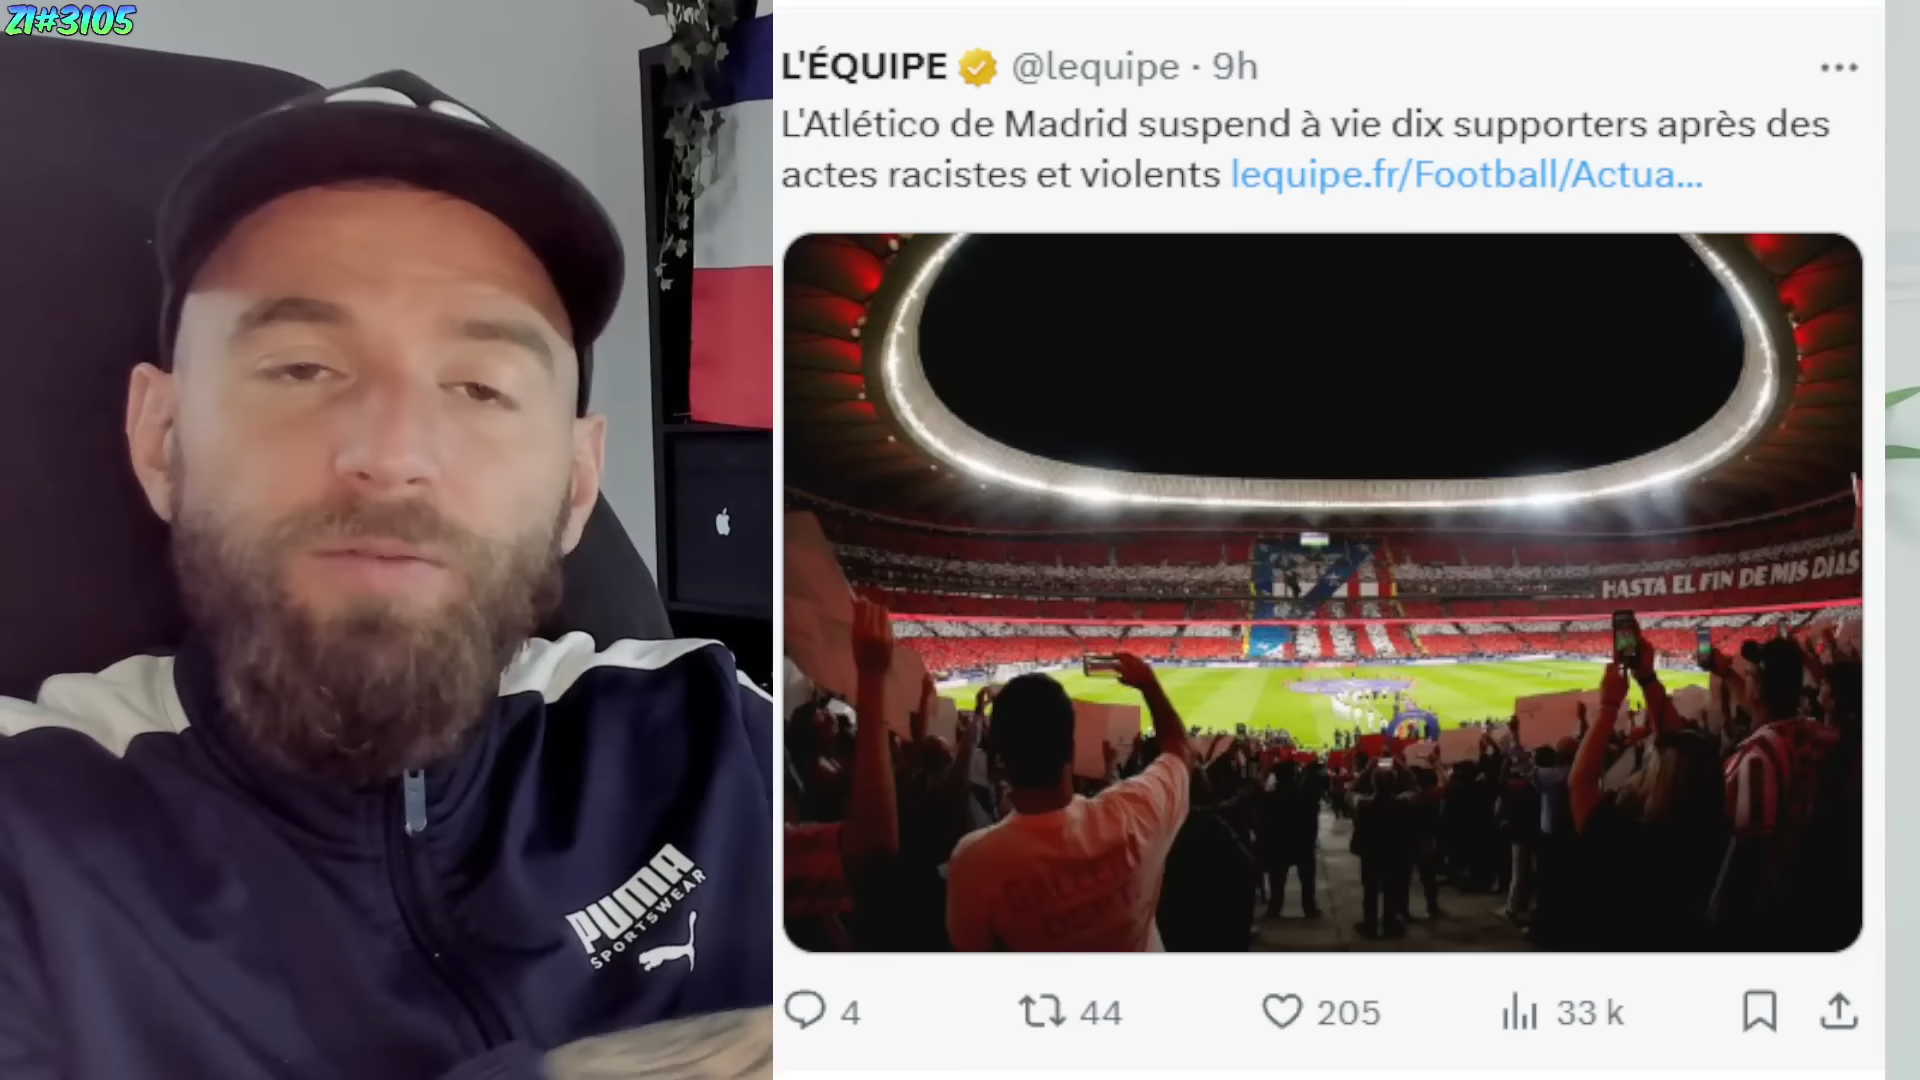 ZI#3105
L'ÉQUIPE @lequipe · 9h
L'Atlético de Madrid suspend à vie dix supporters après des
actes racistes et violents lequipe.fr/Football/Actua...
HASTA EL FIN DE MIS DÍAS
4 44 205 33 k
PUMA
SPORTSWEAR